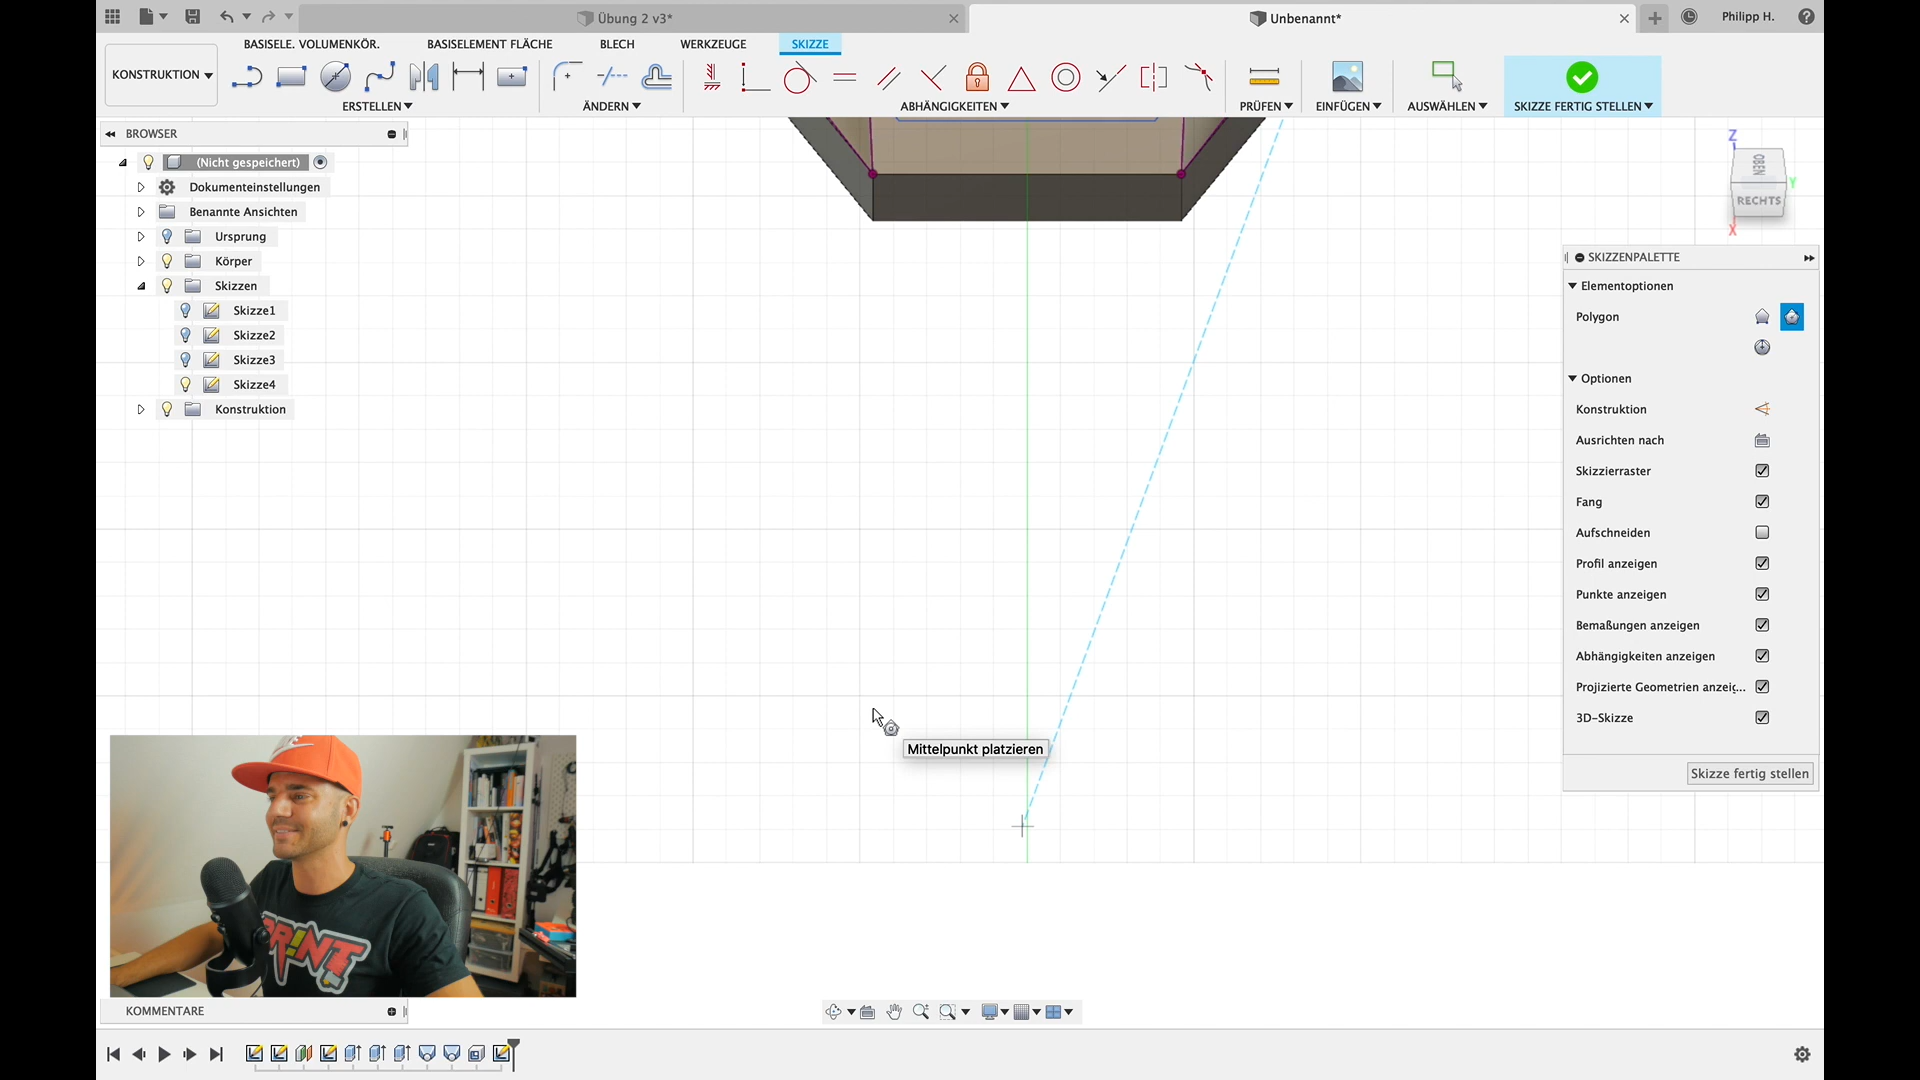 Übung 2 v3*
Unbenannt*
Philipp H.
BASISELE. VOLUMENKÖR.
BASISELEMENT FLÄCHE
BLECH
WERKZEUGE
SKIZZE
KONSTRUKTION
ERSTELLEN
ÄNDERN
ABHÄNGIGKEITEN
PRÜFEN
EINFÜGEN
AUSWÄHLEN
SKIZZE FERTIG STELLEN
BROWSER
(Nicht gespeichert)
Dokumenteinstellungen
Benannte Ansichten
Ursprung
Körper
Skizzen
Skizze1
Skizze2
Skizze3
Skizze4
Konstruktion
Z
OBEN
Y
RECHTS
X
SKIZZENPALETTE
Elementoptionen
Polygon
Optionen
Konstruktion
Ausrichten nach
Skizzierraster
Fang
Aufschneiden
Profil anzeigen
Punkte anzeigen
Bemaßungen anzeigen
Abhängigkeiten anzeigen
Projizierte Geometrien anzeig...
3D-Skizze
Skizze fertig stellen
Mittelpunkt platzieren
PRINT
KOMMENTARE